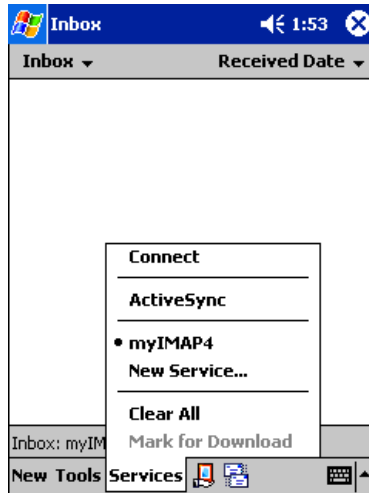 Inbox 1:53
Inbox Received Date
Connect
ActiveSync
myIMAP4
New Service...
Clear All
Mark for Download
Inbox: myIM
New Tools Services